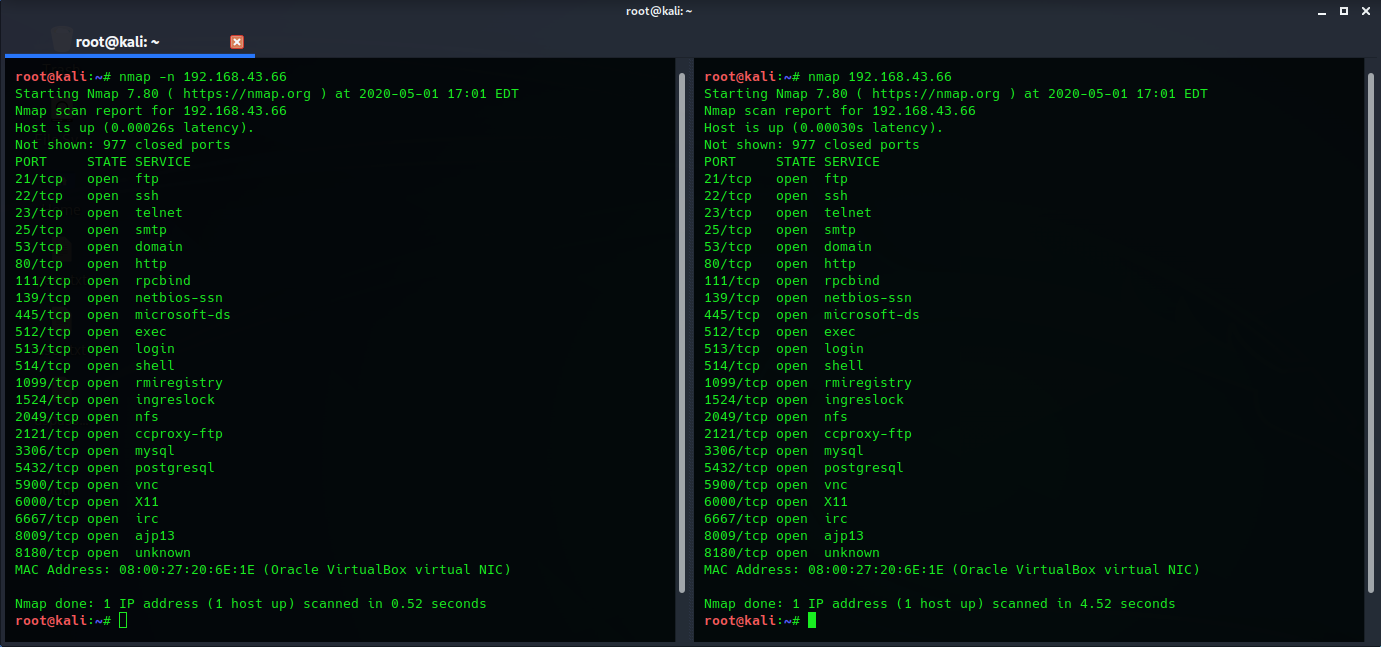 root@kali: ~
root@kali: ~
root@kali:~# nmap -n 192.168.43.66
Starting Nmap 7.80 ( https://nmap.org ) at 2020-05-01 17:01 EDT
Nmap scan report for 192.168.43.66
Host is up (0.00026s latency).
Not shown: 977 closed ports
PORT     STATE SERVICE
21/tcp   open  ftp
22/tcp   open  ssh
23/tcp   open  telnet
25/tcp   open  smtp
53/tcp   open  domain
80/tcp   open  http
111/tcp  open  rpcbind
139/tcp  open  netbios-ssn
445/tcp  open  microsoft-ds
512/tcp  open  exec
513/tcp  open  login
514/tcp  open  shell
1099/tcp open  rmiregistry
1524/tcp open  ingreslock
2049/tcp open  nfs
2121/tcp open  ccproxy-ftp
3306/tcp open  mysql
5432/tcp open  postgresql
5900/tcp open  vnc
6000/tcp open  X11
6667/tcp open  irc
8009/tcp open  ajp13
8180/tcp open  unknown
MAC Address: 08:00:27:20:6E:1E (Oracle VirtualBox virtual NIC)
Nmap done: 1 IP address (1 host up) scanned in 0.52 seconds
root@kali:~#
root@kali:~# nmap 192.168.43.66
Starting Nmap 7.80 ( https://nmap.org ) at 2020-05-01 17:01 EDT
Nmap scan report for 192.168.43.66
Host is up (0.00030s latency).
Not shown: 977 closed ports
PORT     STATE SERVICE
21/tcp   open  ftp
22/tcp   open  ssh
23/tcp   open  telnet
25/tcp   open  smtp
53/tcp   open  domain
80/tcp   open  http
111/tcp  open  rpcbind
139/tcp  open  netbios-ssn
445/tcp  open  microsoft-ds
512/tcp  open  exec
513/tcp  open  login
514/tcp  open  shell
1099/tcp open  rmiregistry
1524/tcp open  ingreslock
2049/tcp open  nfs
2121/tcp open  ccproxy-ftp
3306/tcp open  mysql
5432/tcp open  postgresql
5900/tcp open  vnc
6000/tcp open  X11
6667/tcp open  irc
8009/tcp open  ajp13
8180/tcp open  unknown
MAC Address: 08:00:27:20:6E:1E (Oracle VirtualBox virtual NIC)
Nmap done: 1 IP address (1 host up) scanned in 4.52 seconds
root@kali:~#